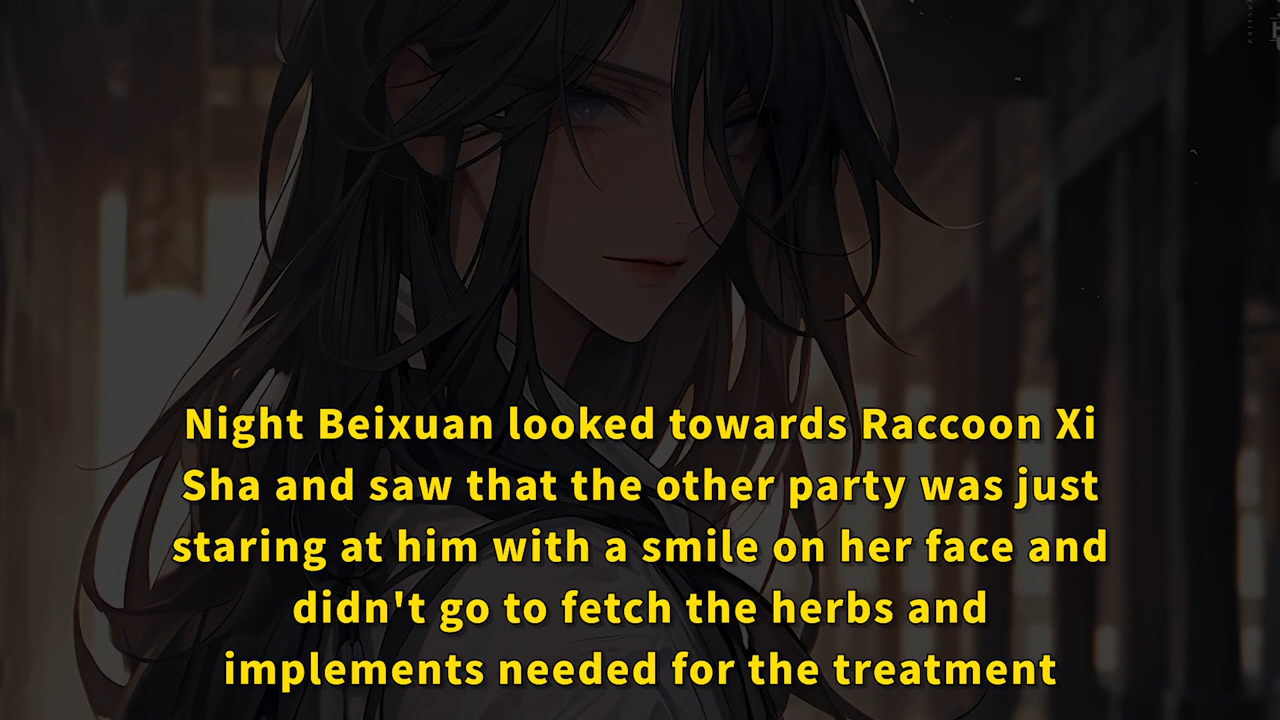 Night Beixuan looked towards Raccoon Xi
Sha and saw that the other party was just
staring at him with a smile on her face and
didn't go to fetch the herbs and
implements needed for the treatment